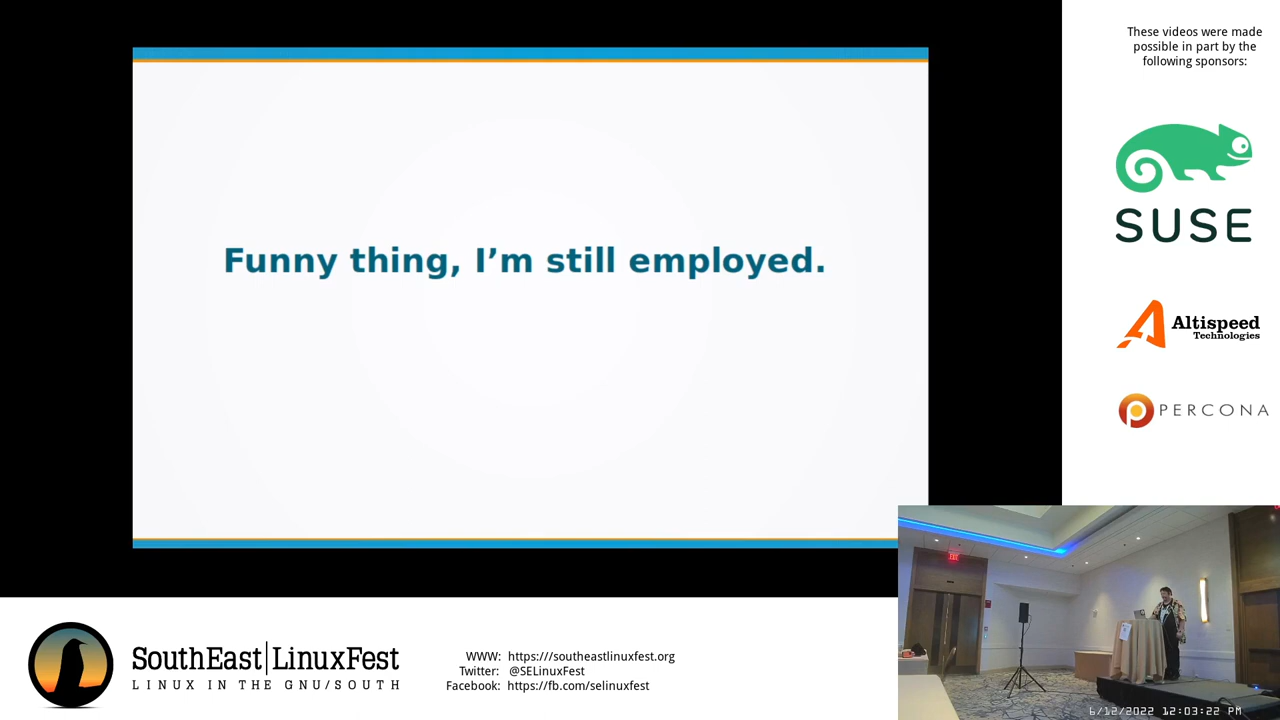 These videos were made
possible in part by the
following sponsors:
Funny thing, I’m still employed.
SUSE
Altispeed
Technologies
PERCONA
SouthEast|LinuxFest
LINUX IN THE GNU/SOUTH
WWW: https:///southeastlinuxfest.org
Twitter: @SELinuxFest
Facebook: https://fb.com/selinuxfest
6/12/2022 12:03:22 PM